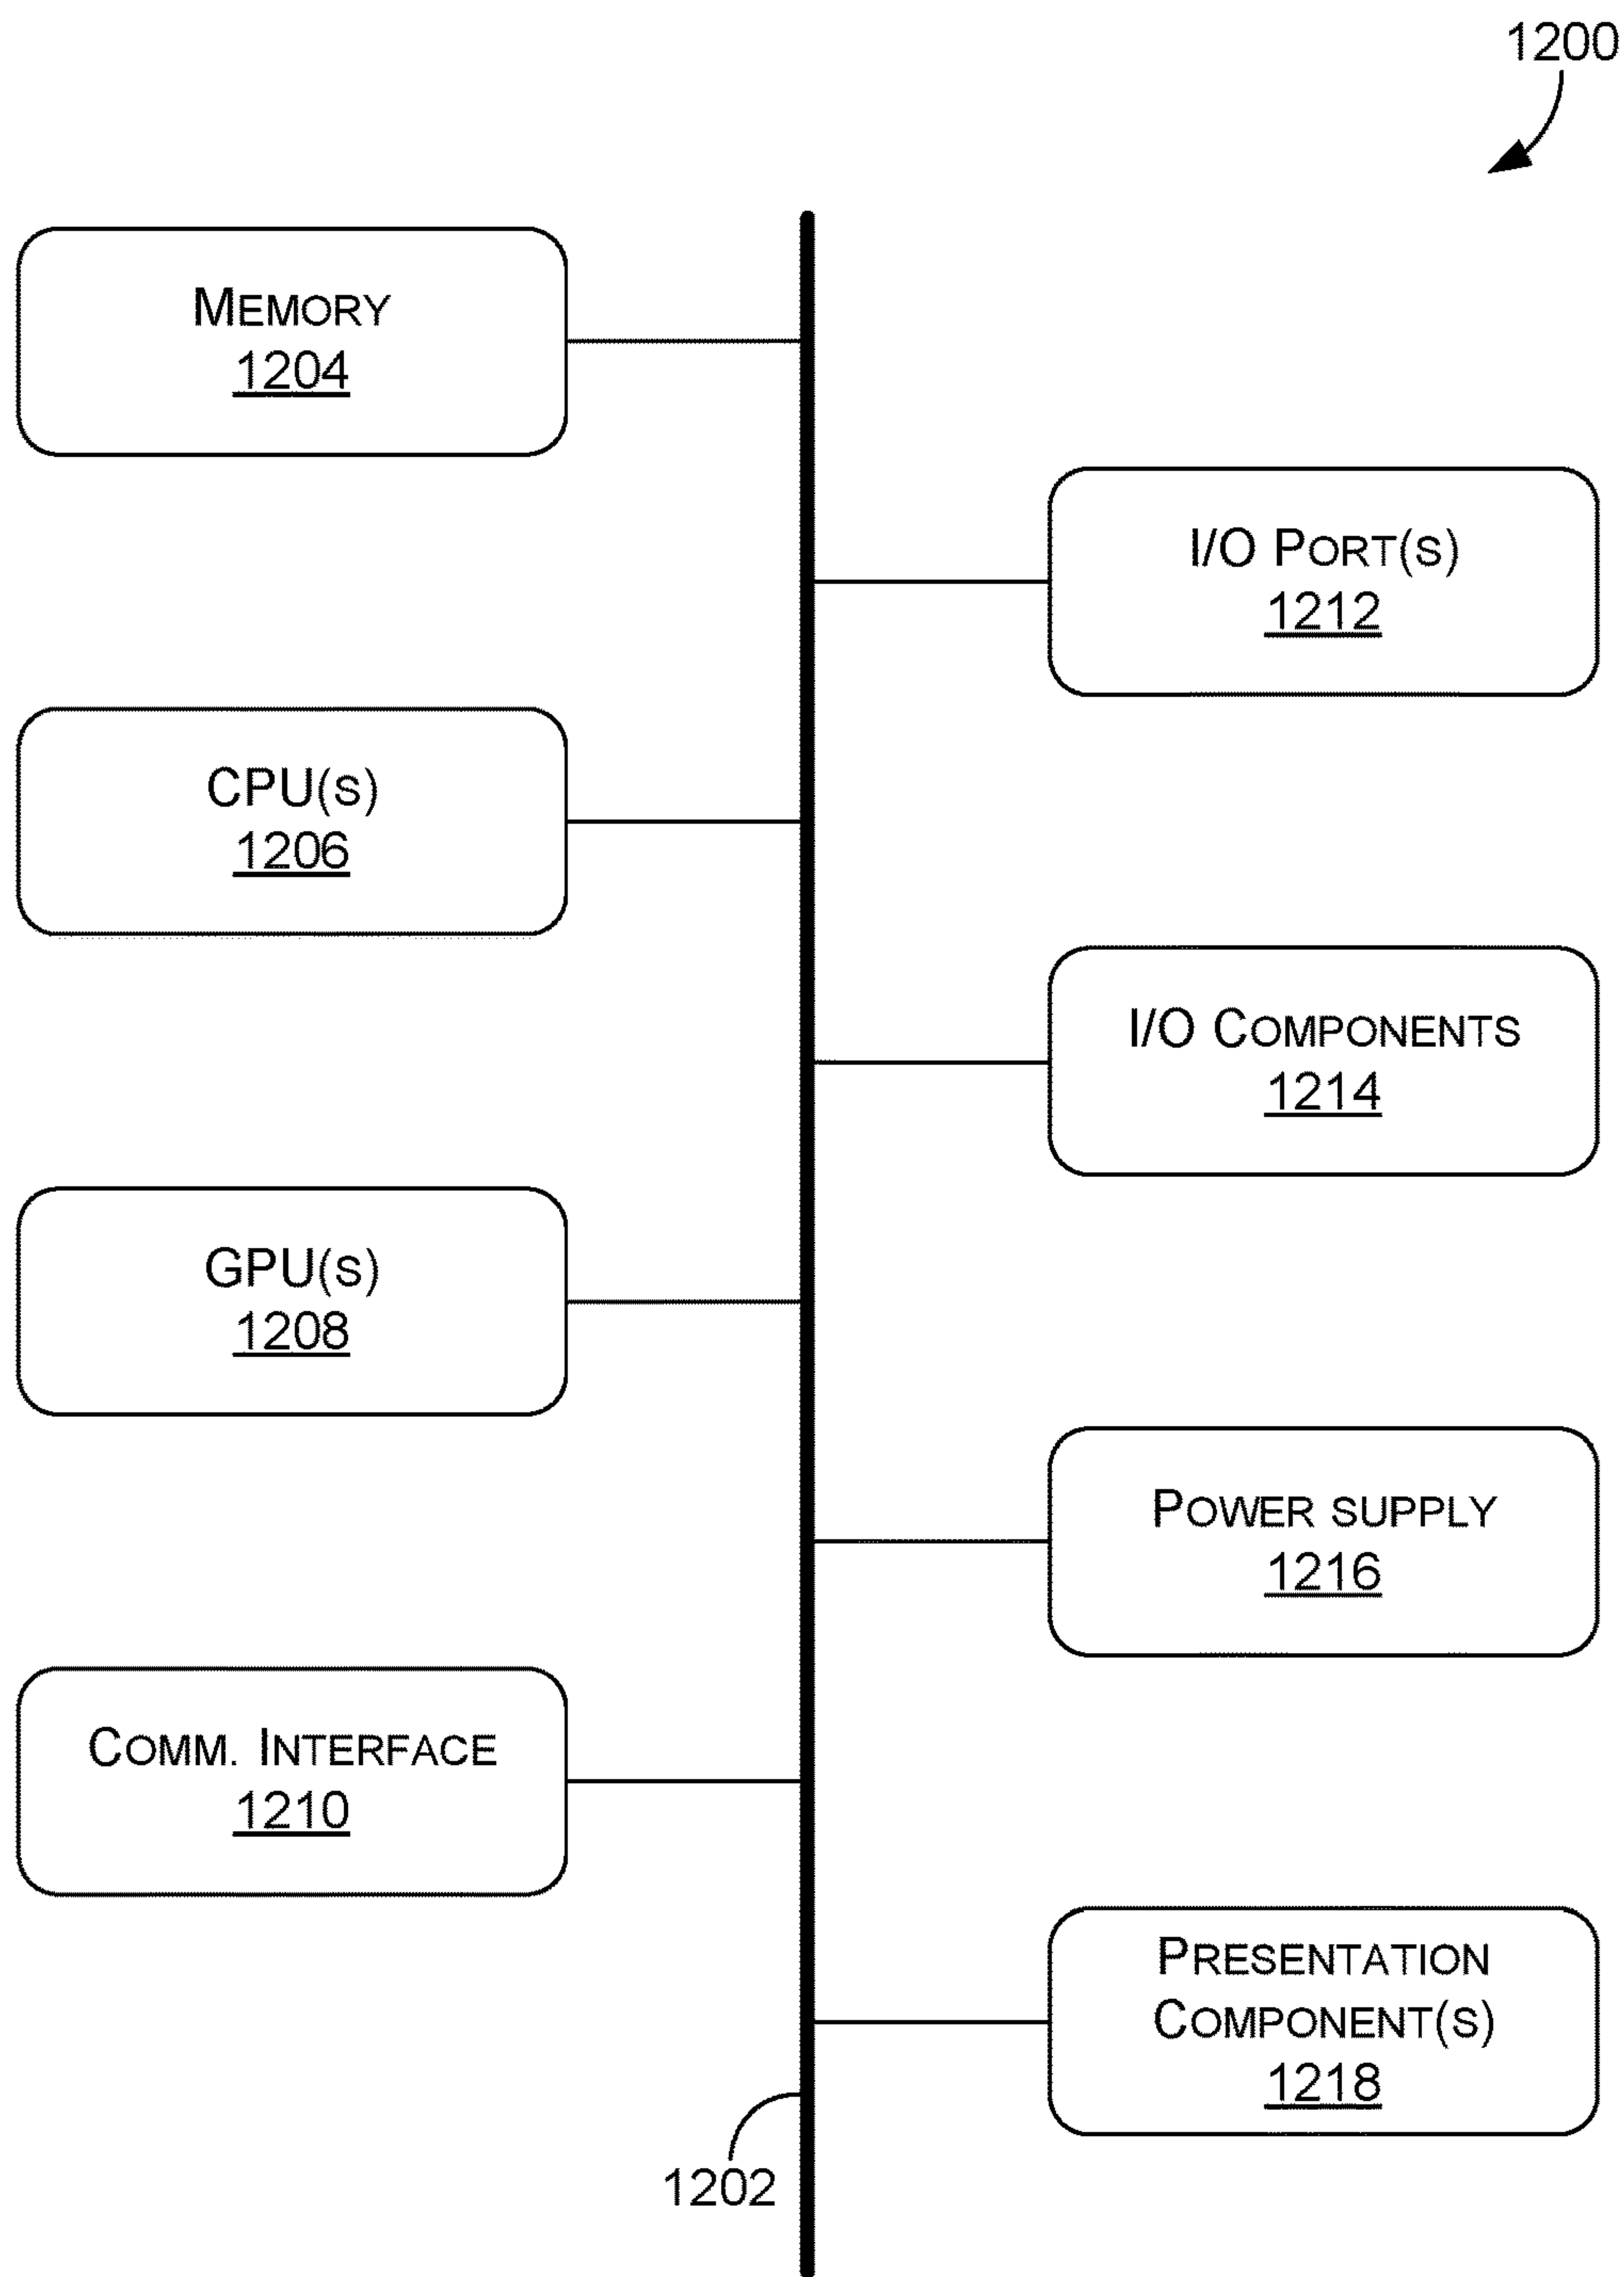 1200
MEMORY
1204
I/O PORT(S)
1212
CPU(S)
1206
I/O COMPONENTS
1214
GPU(S)
1208
POWER SUPPLY
1216
COMM. INTERFACE
1210
PRESENTATION
COMPONENT(S)
1218
1202